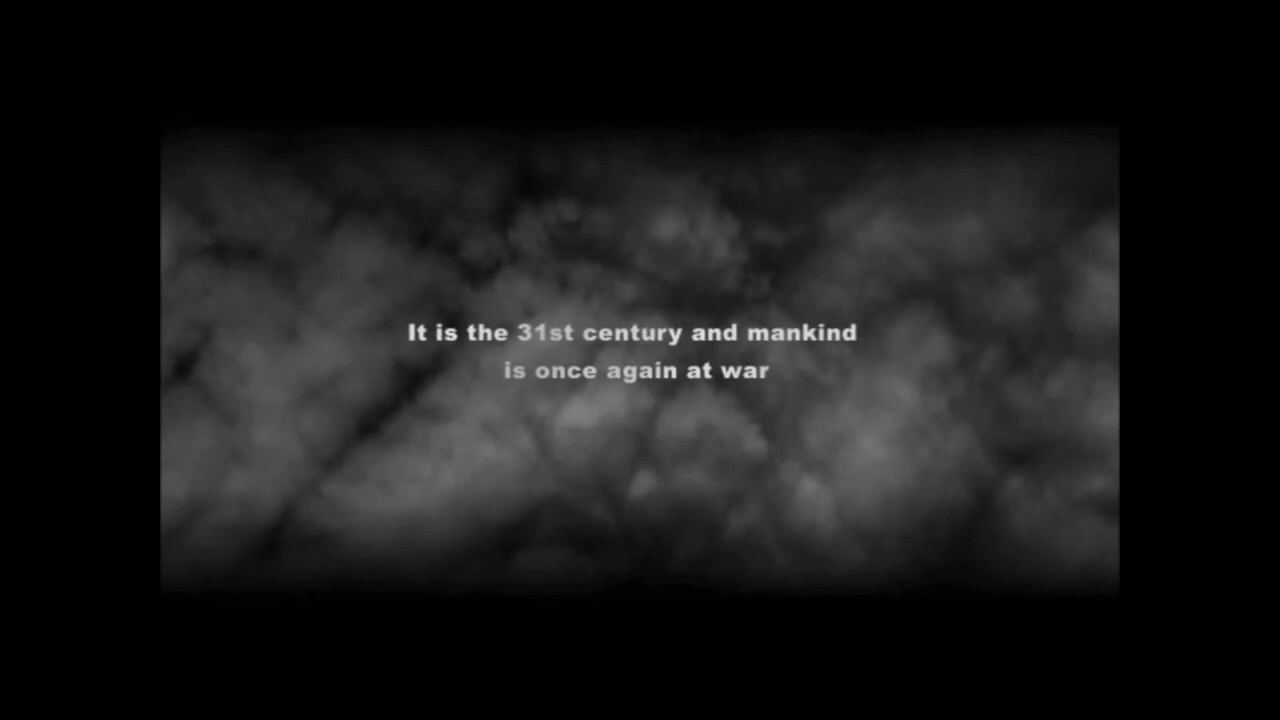 It is the 31st century and mankind
is once again at war